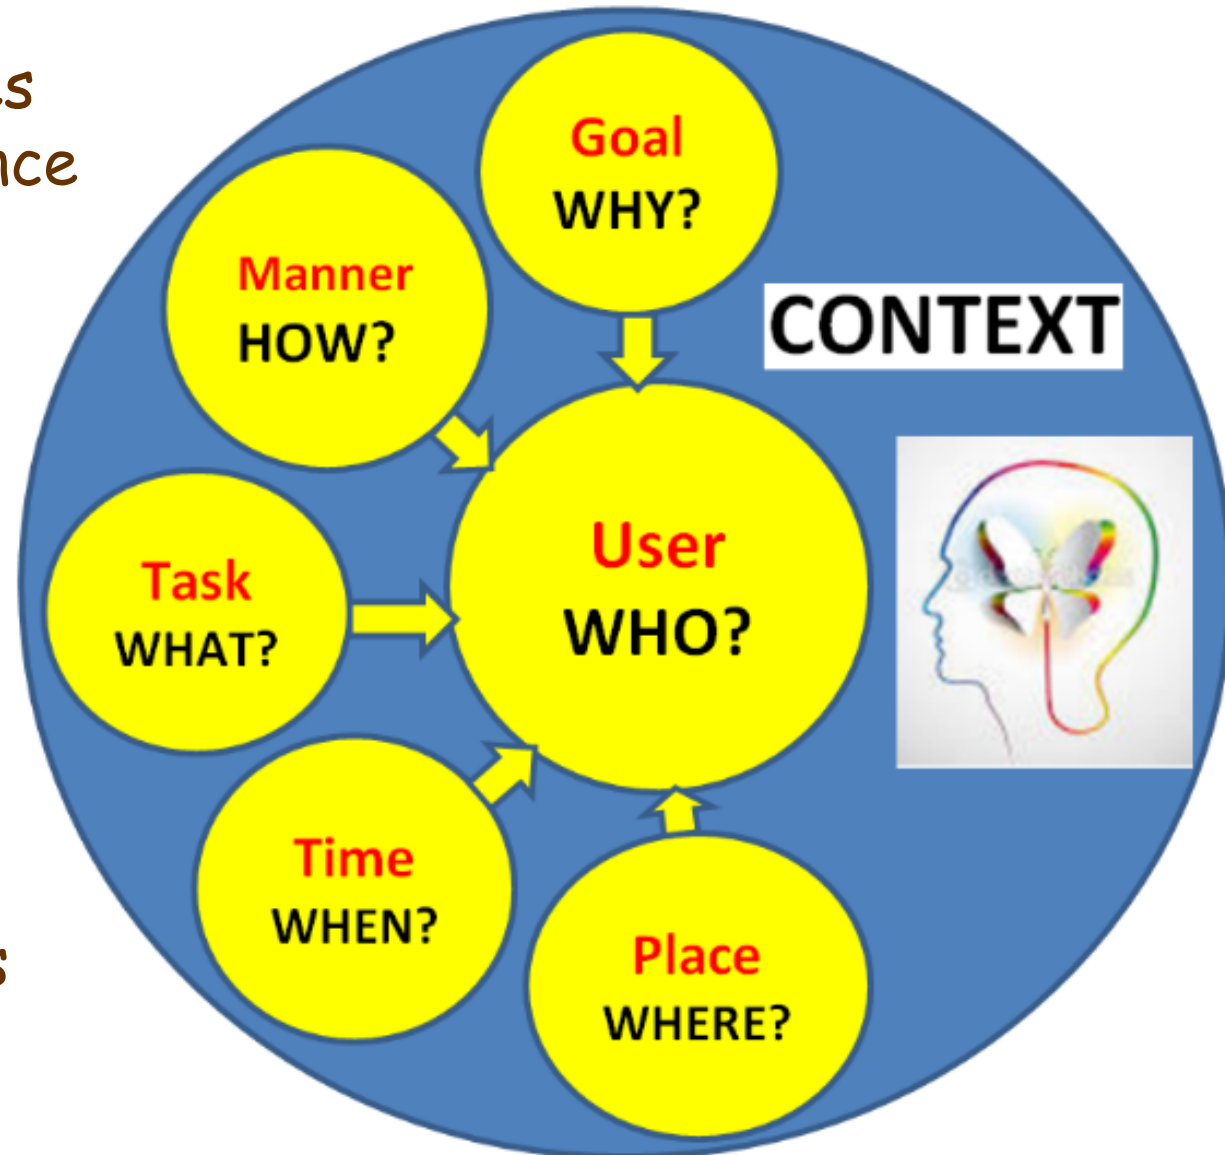 Goal
WHY?
Manner
HOW?
CONTEXT
User
WHO?
Task
WHAT?
Time
WHEN?
Place
WHERE?